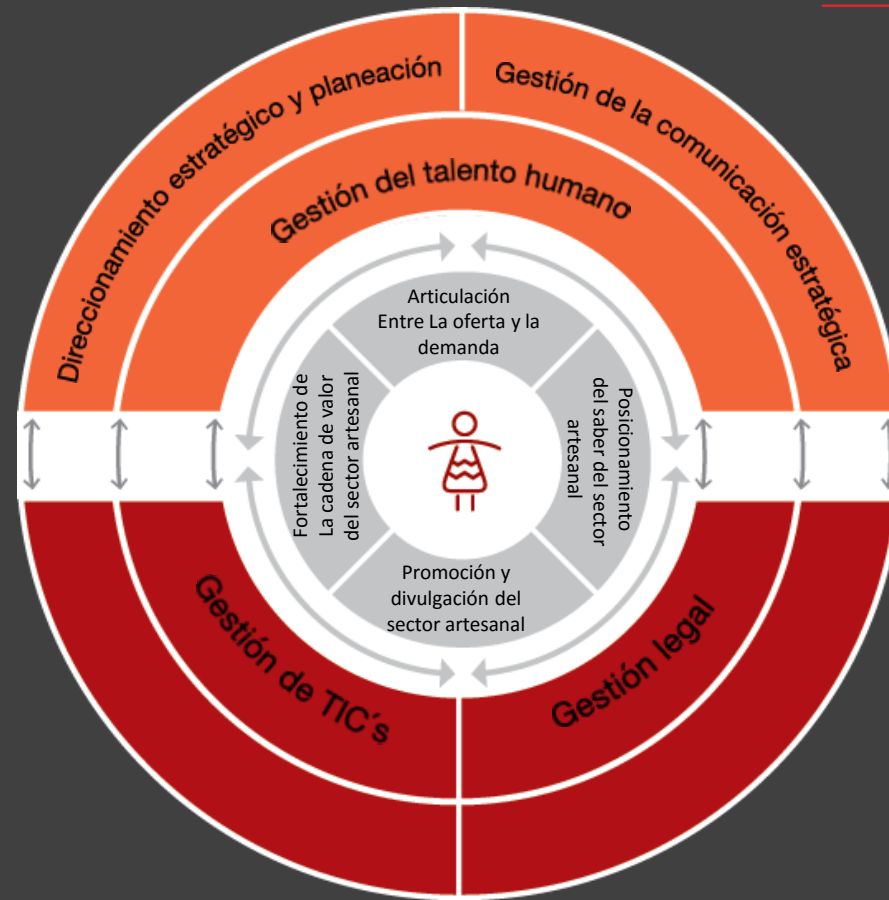 Direccionamiento estratégico y planeación
Gestión de la comunicación estratégica
Gestión del talento humano
Articulación
Entre La oferta y la
demanda
Fortalecimiento de
La cadena de valor
del sector artesanal
Posicionamiento
del saber del sector
artesanal
Promoción y
divulgación del
sector artesanal
Gestión de TIC´s
Gestión legal